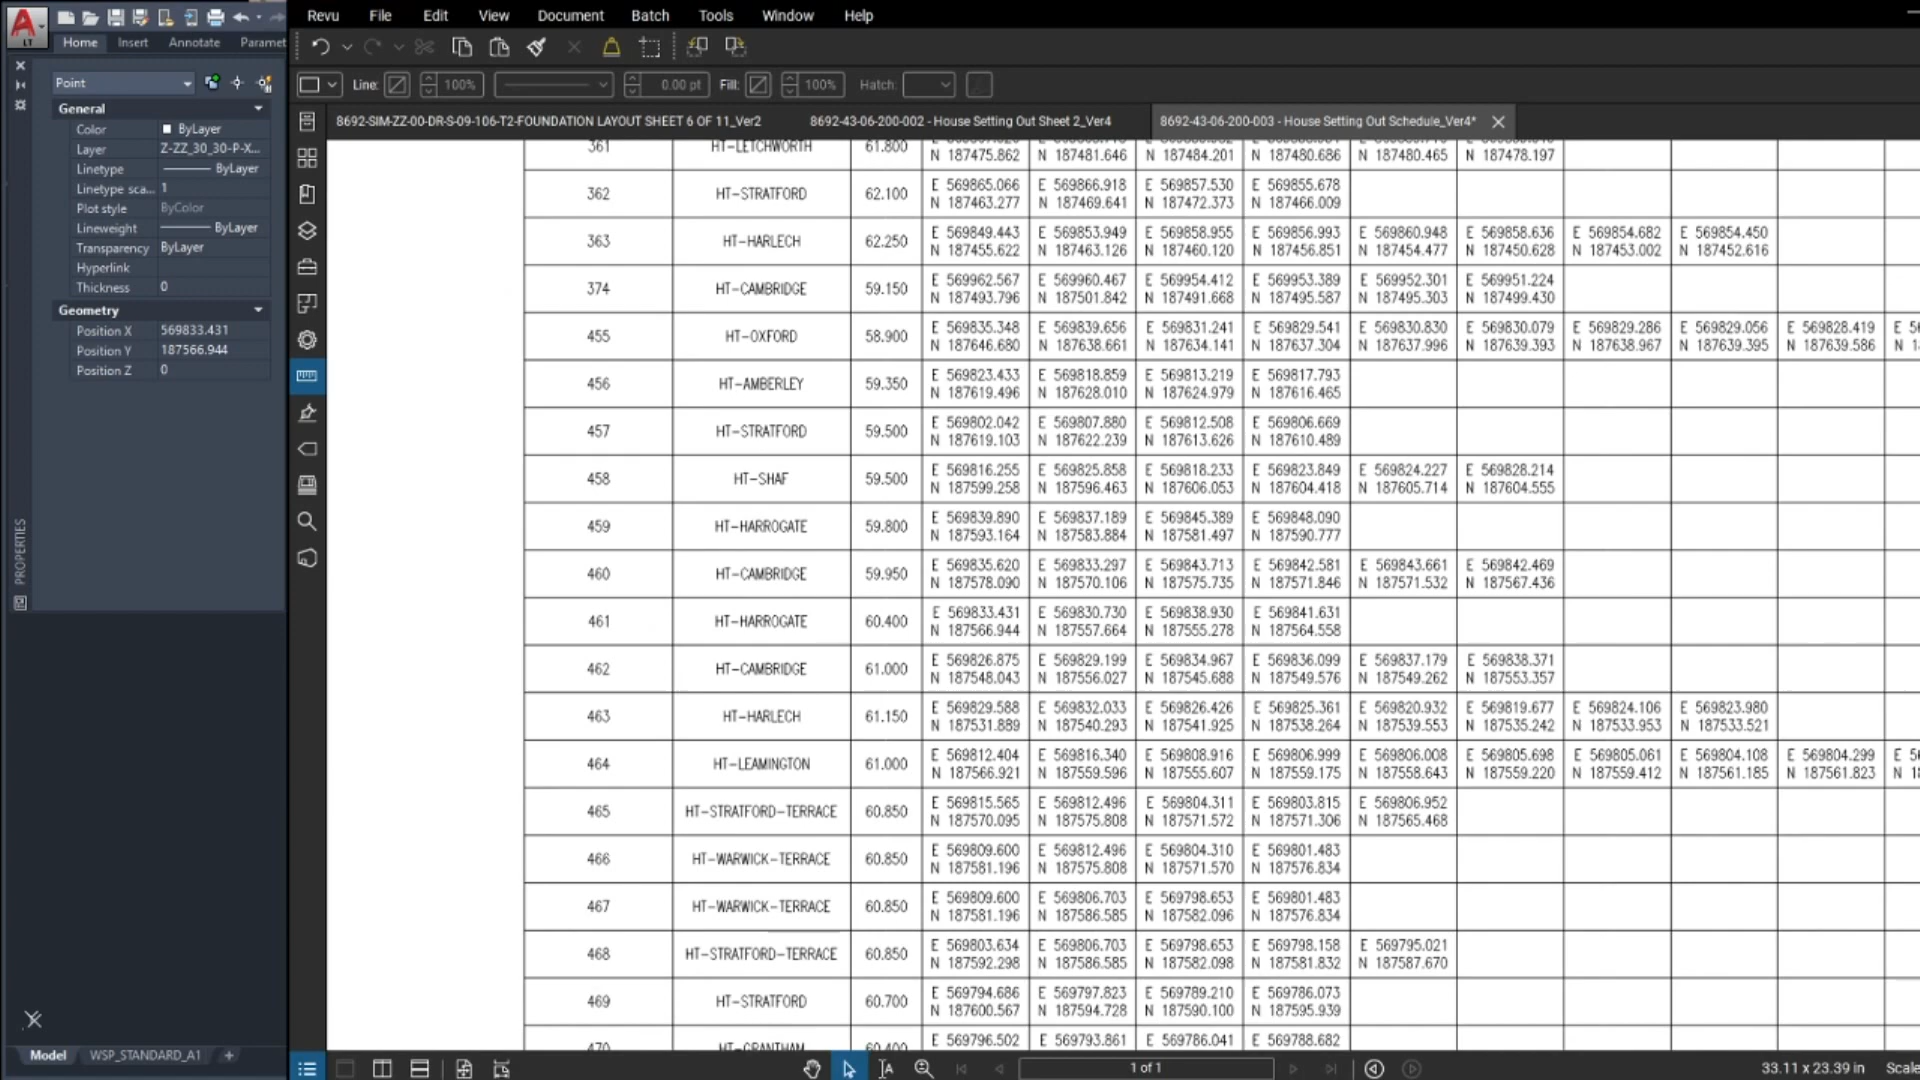 LT
Home Insert Annotate Paramet
Point
General
Color ByLayer
Layer Z-ZZ_30_30-P-X...
Linetype ByLayer
Linetype sca... 1
Plot style ByColor
Lineweight ByLayer
Transparency ByLayer
Hyperlink
Thickness 0
Geometry
Position X 569833.431
Position Y 187566.944
Position Z 0
PROPERTIES
Model WSP_STANDARD_A1 +
Revu File Edit View Document Batch Tools Window Help
Line: 100% 0.00 pt Fill: 100% Hatch:
8692-SIM-ZZ-00-DR-S-09-106-T2-FOUNDATION LAYOUT SHEET 6 OF 11_Ver2 8692-43-06-200-002 - House Setting Out Sheet 2_Ver4 8692-43-06-200-003 - House Setting Out Schedule_Ver4*
361 HT-LETCHWORTH 61.800
N 187475.862 N 187481.646 N 187484.201 N 187480.686 N 187480.465 N 187478.197
E 569865.066 E 569866.918 E 569857.530 E 569855.678
362 HT-STRATFORD 62.100
N 187463.277 N 187469.641 N 187472.373 N 187466.009
E 569849.443 E 569853.949 E 569858.955 E 569856.993 E 569860.948 E 569858.636 E 569854.682 E 569854.450
363 HT-HARLECH 62.250
N 187455.622 N 187463.126 N 187460.120 N 187456.851 N 187454.477 N 187450.628 N 187453.002 N 187452.616
E 569962.567 E 569960.467 E 569954.412 E 569953.389 E 569952.301 E 569951.224
374 HT-CAMBRIDGE 59.150
N 187493.796 N 187501.842 N 187491.668 N 187495.587 N 187495.303 N 187499.430
E 569835.348 E 569839.656 E 569831.241 E 569829.541 E 569830.830 E 569830.079 E 569829.286 E 569829.056 E 569828.419 E
455 HT-OXFORD 58.900
N 187646.680 N 187638.661 N 187634.141 N 187637.304 N 187637.996 N 187639.393 N 187638.967 N 187639.395 N 187639.586 N
E 569823.433 E 569818.859 E 569813.219 E 569817.793
456 HT-AMBERLEY 59.350
N 187619.496 N 187628.010 N 187624.979 N 187616.465
E 569802.042 E 569807.880 E 569812.508 E 569806.669
457 HT-STRATFORD 59.500
N 187619.103 N 187622.239 N 187613.626 N 187610.489
E 569816.255 E 569825.858 E 569818.233 E 569823.849 E 569824.227 E 569828.214
458 HT-SHAF 59.500
N 187599.258 N 187596.463 N 187606.053 N 187604.418 N 187605.714 N 187604.555
E 569839.890 E 569837.189 E 569845.389 E 569848.090
459 HT-HARROGATE 59.800
N 187593.164 N 187583.884 N 187581.497 N 187590.777
E 569835.620 E 569833.297 E 569843.713 E 569842.581 E 569843.661 E 569842.469
460 HT-CAMBRIDGE 59.950
N 187578.090 N 187570.106 N 187575.735 N 187571.846 N 187571.532 N 187567.436
E 569833.431 E 569830.730 E 569838.930 E 569841.631
461 HT-HARROGATE 60.400
N 187566.944 N 187557.664 N 187555.278 N 187564.558
E 569826.875 E 569829.199 E 569834.967 E 569836.099 E 569837.179 E 569838.371
462 HT-CAMBRIDGE 61.000
N 187548.043 N 187556.027 N 187545.688 N 187549.576 N 187549.262 N 187553.357
E 569829.588 E 569832.033 E 569826.426 E 569825.361 E 569820.932 E 569819.677 E 569824.106 E 569823.980
463 HT-HARLECH 61.150
N 187531.889 N 187540.293 N 187541.925 N 187538.264 N 187539.553 N 187535.242 N 187533.953 N 187533.521
E 569812.404 E 569816.340 E 569808.916 E 569806.999 E 569806.008 E 569805.698 E 569805.061 E 569804.108 E 569804.299 E
464 HT-LEAMINGTON 61.000
N 187566.921 N 187559.596 N 187555.607 N 187559.175 N 187558.643 N 187559.220 N 187559.412 N 187561.185 N 187561.823 N
E 569815.565 E 569812.496 E 569804.311 E 569803.815 E 569806.952
465 HT-STRATFORD-TERRACE 60.850
N 187570.095 N 187575.808 N 187571.572 N 187571.306 N 187565.468
E 569809.600 E 569812.496 E 569804.310 E 569801.483
466 HT-WARWICK-TERRACE 60.850
N 187581.196 N 187575.808 N 187571.570 N 187576.834
E 569809.600 E 569806.703 E 569798.653 E 569801.483
467 HT-WARWICK-TERRACE 60.850
N 187581.196 N 187586.585 N 187582.096 N 187576.834
E 569803.634 E 569806.703 E 569798.653 E 569798.158 E 569795.021
468 HT-STRATFORD-TERRACE 60.850
N 187592.298 N 187586.585 N 187582.098 N 187581.832 N 187587.670
E 569794.686 E 569797.823 E 569789.210 E 569786.073
469 HT-STRATFORD 60.700
N 187600.567 N 187594.728 N 187590.100 N 187595.939
E 569796.502 E 569793.861 E 569786.041 E 569788.682
470 HT-GRANTHAM 60.400
1 of 1 33.11 x 23.39 in Scale